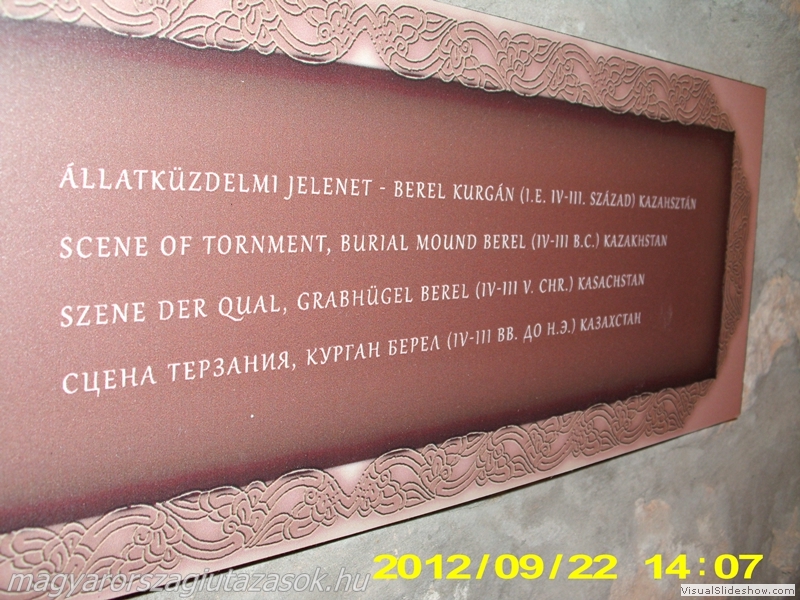 ÁLLATKÜZDELMI JELENET - BEREL KURGÁN (I.E. IV-III. SZÁZAD) KAZAHSZTÁN
SCENE OF TORNMENT, BURIAL MOUND BEREL (IV-III B.C.) KAZAKHSTAN
SZENE DER QUAL, GRABHÜGEL BEREL (IV-III V. CHR.) KASACHSTAN
СЦЕНА ТЕРЗАНИЯ, КУРГАН БЕРЕЛ (IV-III ВВ. ДО Н.Э.) КАЗАХСТАН
2012/09/22 14:07
magyarorszagiutazasok.hu
VisualSlideshow.com